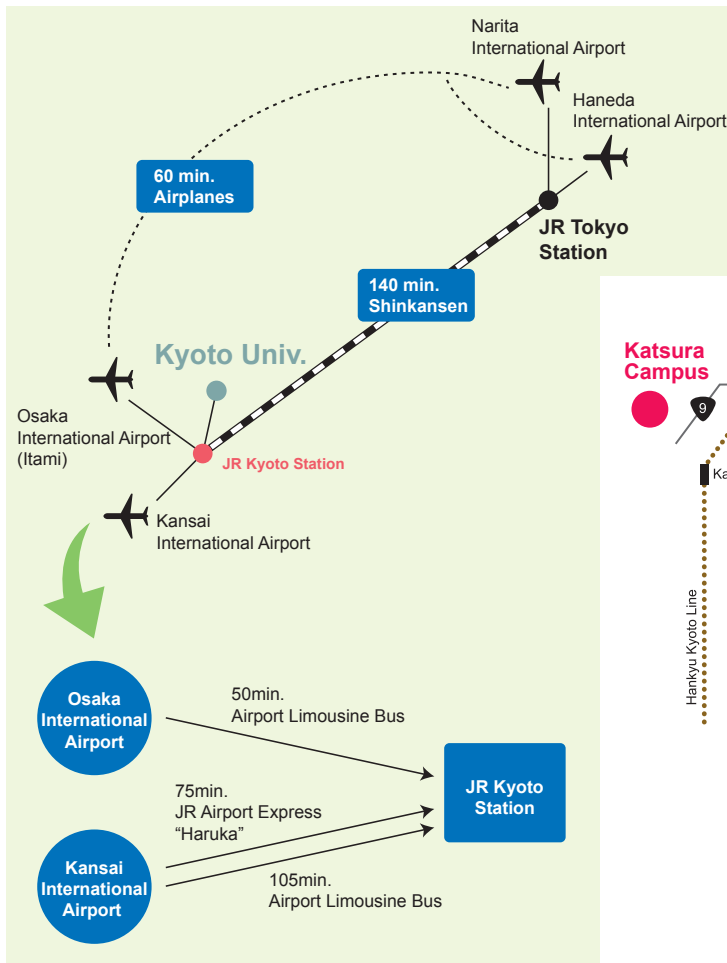 Narita
International Airport
Haneda
International Airport
60 min.
Airplanes
JR Tokyo
Station
140 min.
Shinkansen
Kyoto Univ.
Katsura
Campus
9
Osaka
International Airport
(Itami)
JR Kyoto Station
Ka
Kansai
International Airport
Hankyu Kyoto Line
Osaka
International
Airport
50min.
Airport Limousine Bus
75min.
JR Airport Express
“Haruka”
JR Kyoto
Station
Kansai
International
Airport
105min.
Airport Limousine Bus